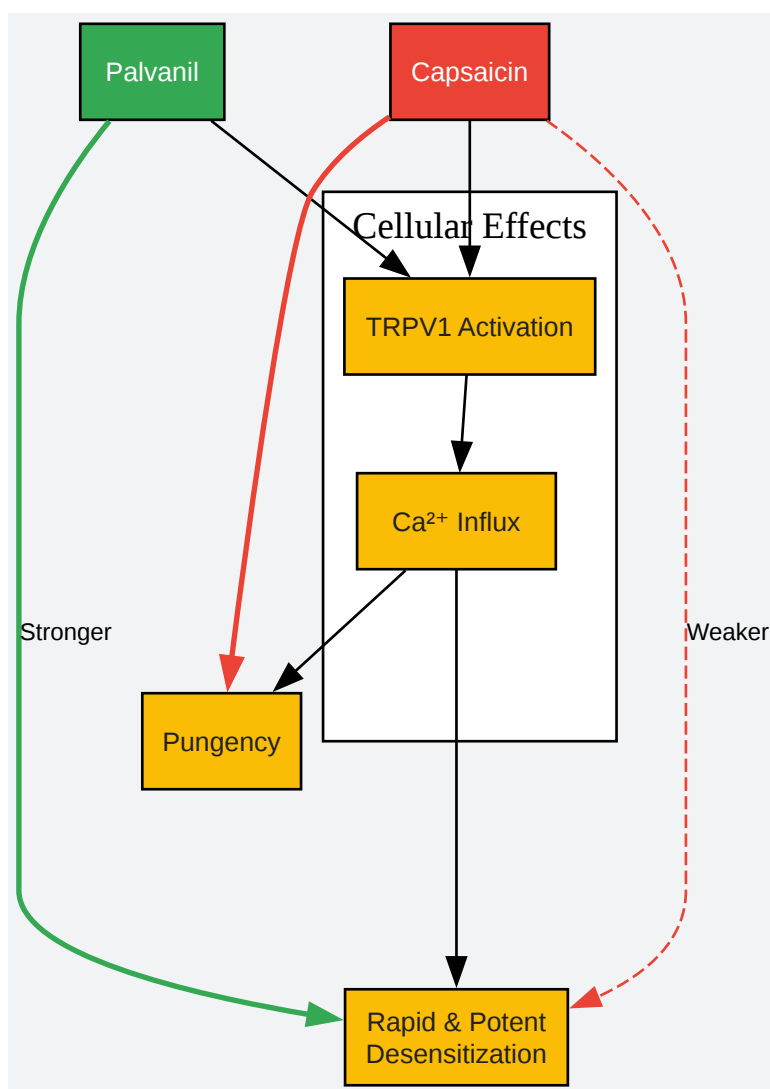 Palvanil
Capsaicin
Cellular Effects
TRPV1 Activation
Ca²⁺ Influx
Stronger
Weaker
Pungency
Rapid & Potent
Desensitization